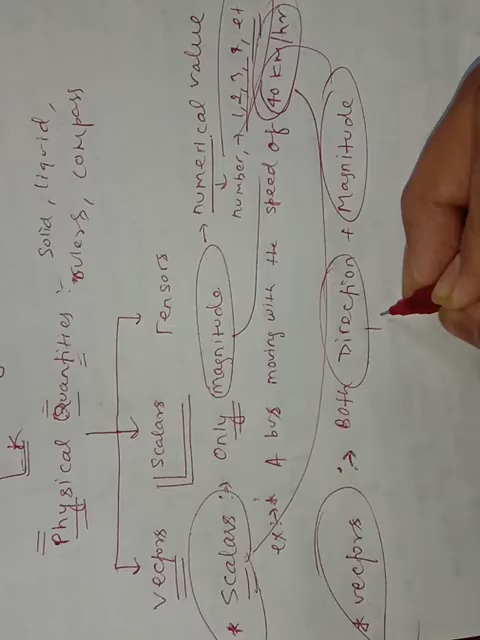 Physical Quantities :- solid, liquid,
rulers, compass
vectors Scalars Tensors
* Scalars :→ Only Magnitude → numerical value
number, → 1, 2, 3, 4, et
ex:→* A bus moving with the speed of 40 KM/hr
* vectors :→ Both Direction + Magnitude